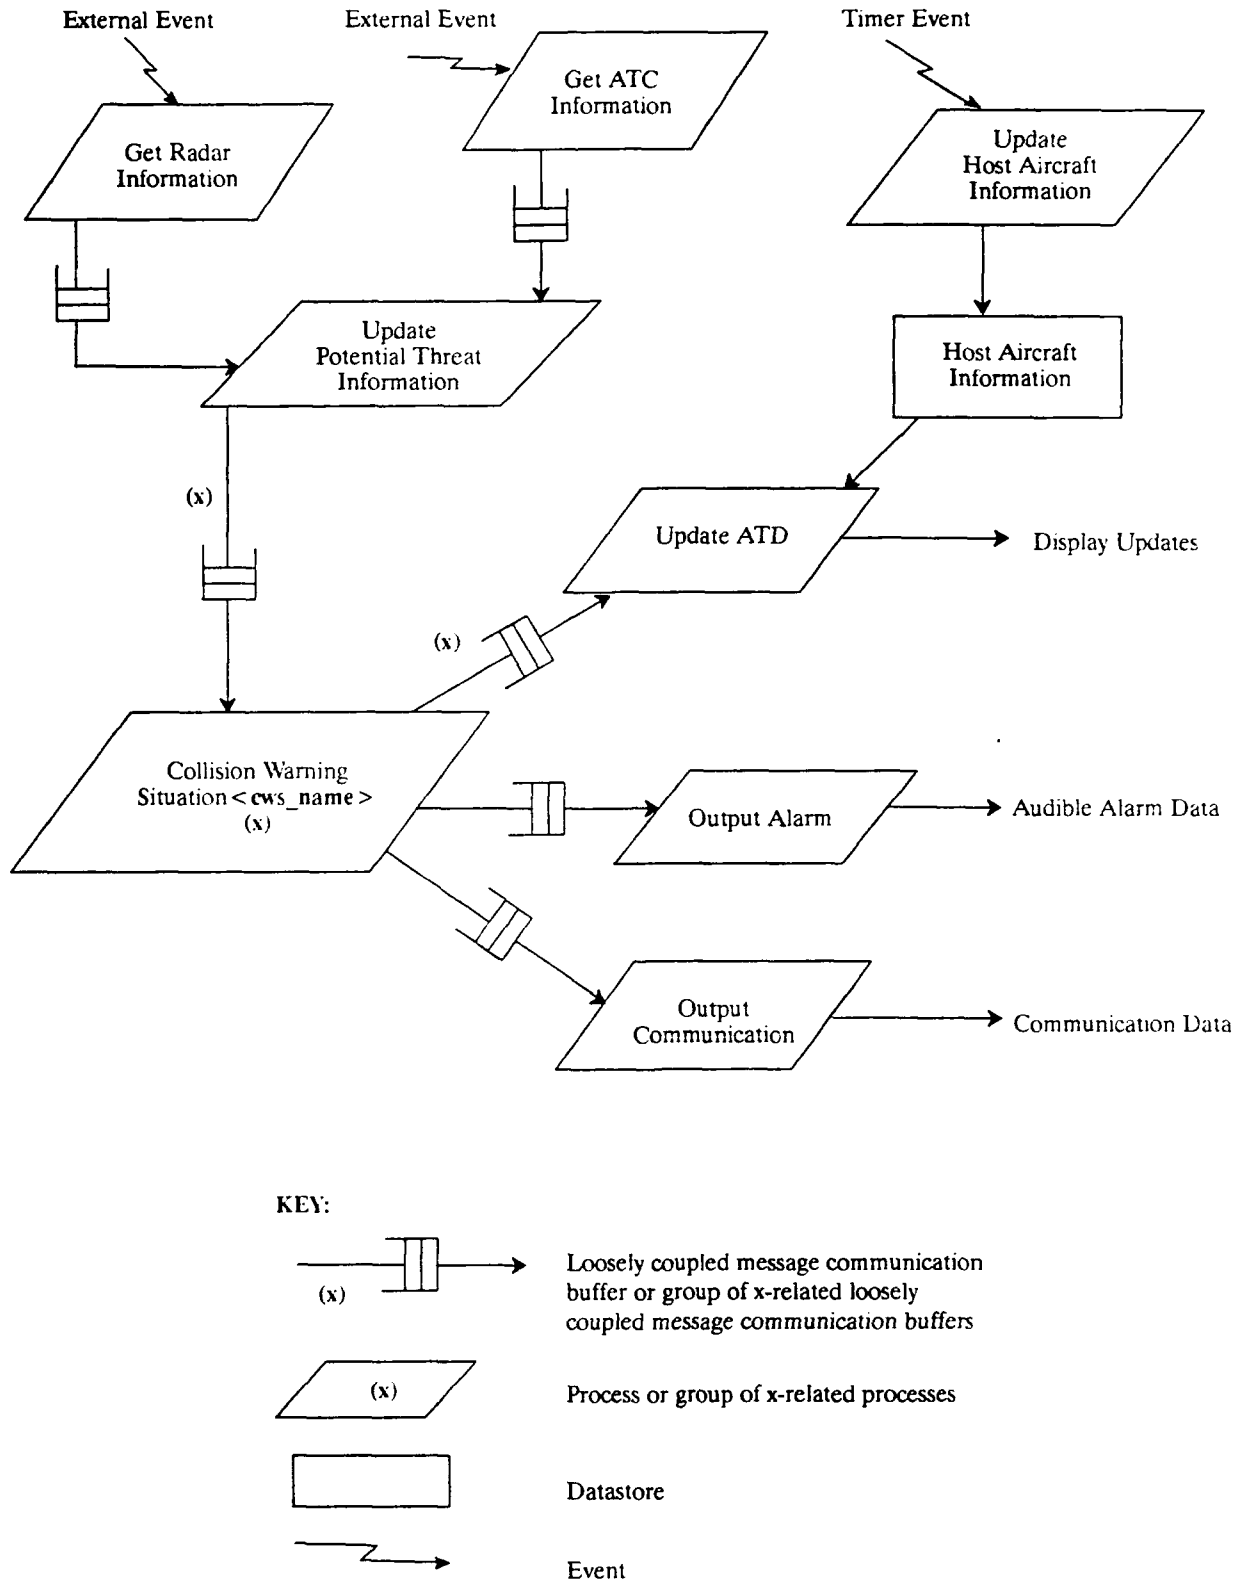 External Event
External Event
Timer Event
Get Radar
Information
Get ATC
Information
Update
Host Aircraft
Information
Update
Potential Threat
Information
Host Aircraft
Information
(x)
Update ATD
Display Updates
(x)
Collision Warning
Situation <cws_name>
(x)
Output Alarm
Audible Alarm Data
Output
Communication
Communication Data
KEY:
(x)
Loosely coupled message communication
buffer or group of x-related loosely
coupled message communication buffers
(x)
Process or group of x-related processes
Datastore
Event